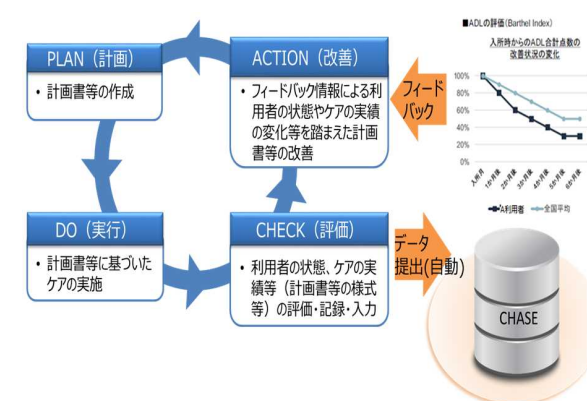 PLAN（計画）
・ 計画書等の作成
ACTION（改善）
・ フィードバック情報による利
用者の状態やケアの実績
の変化等を踏まえた計画
書等の改善
フィード
バック
■ADLの評価（Barthel Index）
入所時からのADL合計点数の
改善状況の変化
100%
80%
60%
40%
20%
0%
入所月
1か月後
2か月後
3か月後
4か月後
5か月後
6か月後
A利用者
全国平均
DO（実行）
・ 計画書等に基づいた
ケアの実施
CHECK（評価）
・ 利用者の状態、ケアの実
績等（計画書等の様式
等）の評価・記録・入力
データ
提出(自動)
CHASE